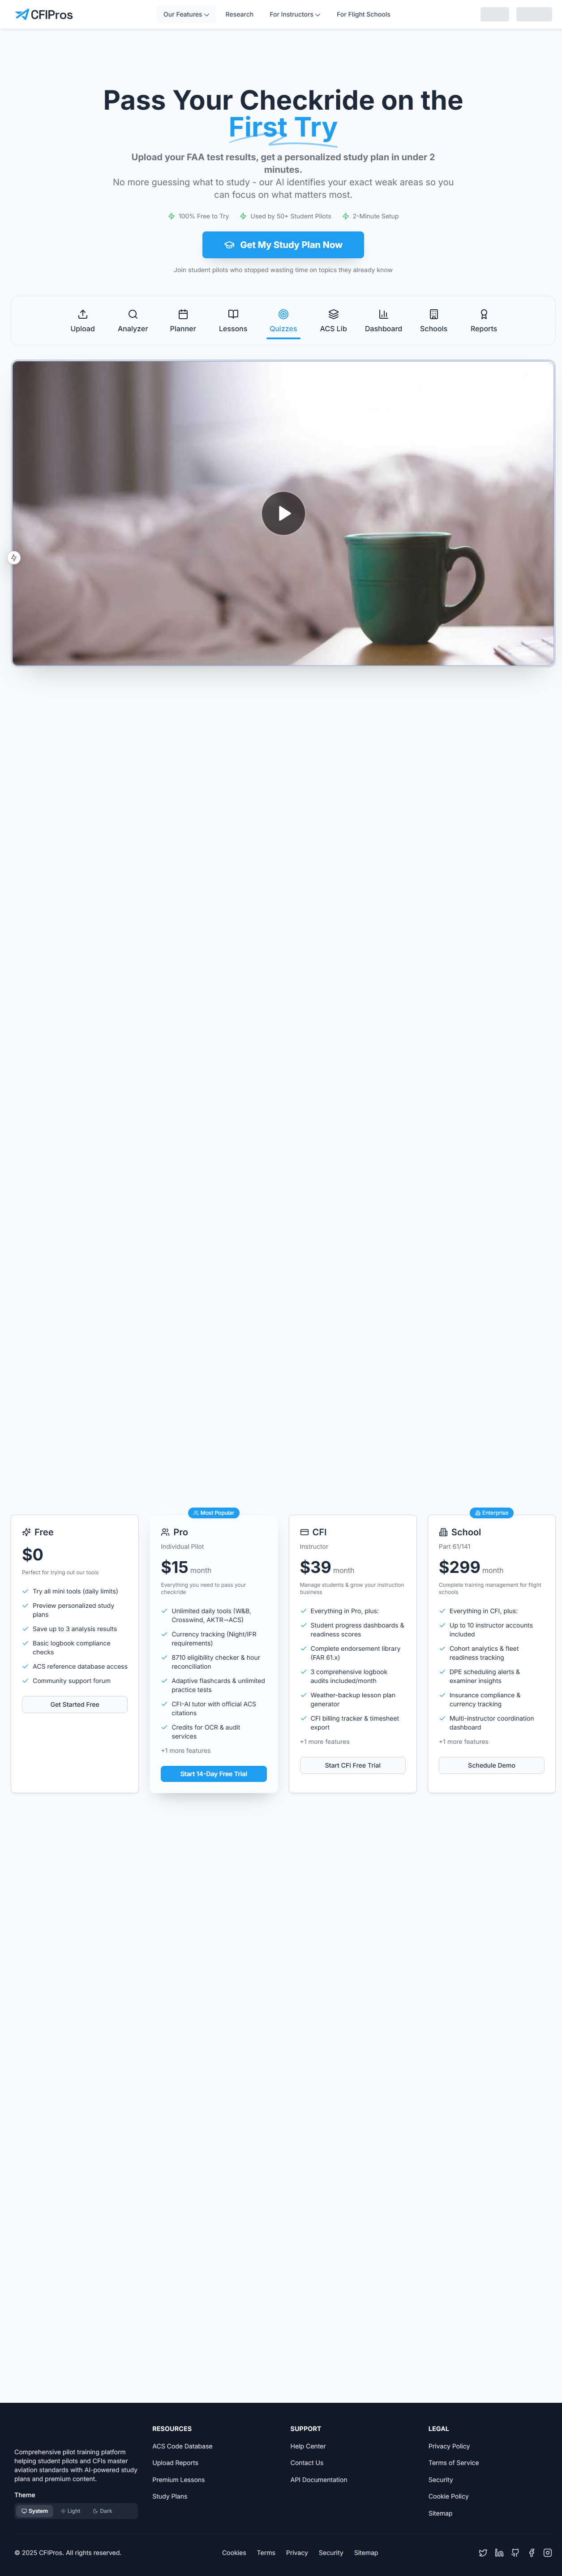 CFIPros
Our Features
Research
For Instructors
For Flight Schools
Pass Your Checkride on the
First Try
Upload your FAA test results, get a personalized study plan in under 2
minutes.
No more guessing what to study - our AI identifies your exact weak areas so you
can focus on what matters most.
100% Free to Try
Used by 50+ Student Pilots
2-Minute Setup
Get My Study Plan Now
Join student pilots who stopped wasting time on topics they already know
Upload
Analyzer
Planner
Lessons
Quizzes
ACS Lib
Dashboard
Schools
Reports
Free
$0
Perfect for trying out our tools
Try all mini tools (daily limits)
Preview personalized study
plans
Save up to 3 analysis results
Basic logbook compliance
checks
ACS reference database access
Community support forum
Get Started Free
Most Popular
Pro
Individual Pilot
$15 month
Everything you need to pass your
checkride
Unlimited daily tools (W&B,
Crosswind, AKTR→ACS)
Currency tracking (Night/IFR
requirements)
8710 eligibility checker & hour
reconciliation
Adaptive flashcards & unlimited
practice tests
CFI-AI tutor with official ACS
citations
Credits for OCR & audit
services
+1 more features
Start 14-Day Free Trial
CFI
Instructor
$39 month
Manage students & grow your instruction
business
Everything in Pro, plus:
Student progress dashboards &
readiness scores
Complete endorsement library
(FAR 61.x)
3 comprehensive logbook
audits included/month
Weather-backup lesson plan
generator
CFI billing tracker & timesheet
export
+1 more features
Start CFI Free Trial
Enterprise
School
Part 61/141
$299 month
Complete training management for flight
schools
Everything in CFI, plus:
Up to 10 instructor accounts
included
Cohort analytics & fleet
readiness tracking
DPE scheduling alerts &
examiner insights
Insurance compliance &
currency tracking
Multi-instructor coordination
dashboard
+1 more features
Schedule Demo
Comprehensive pilot training platform
helping student pilots and CFIs master
aviation standards with AI-powered study
plans and premium content.
Theme
System
Light
Dark
RESOURCES
ACS Code Database
Upload Reports
Premium Lessons
Study Plans
SUPPORT
Help Center
Contact Us
API Documentation
LEGAL
Privacy Policy
Terms of Service
Security
Cookie Policy
Sitemap
© 2025 CFIPros. All rights reserved.
Cookies
Terms
Privacy
Security
Sitemap